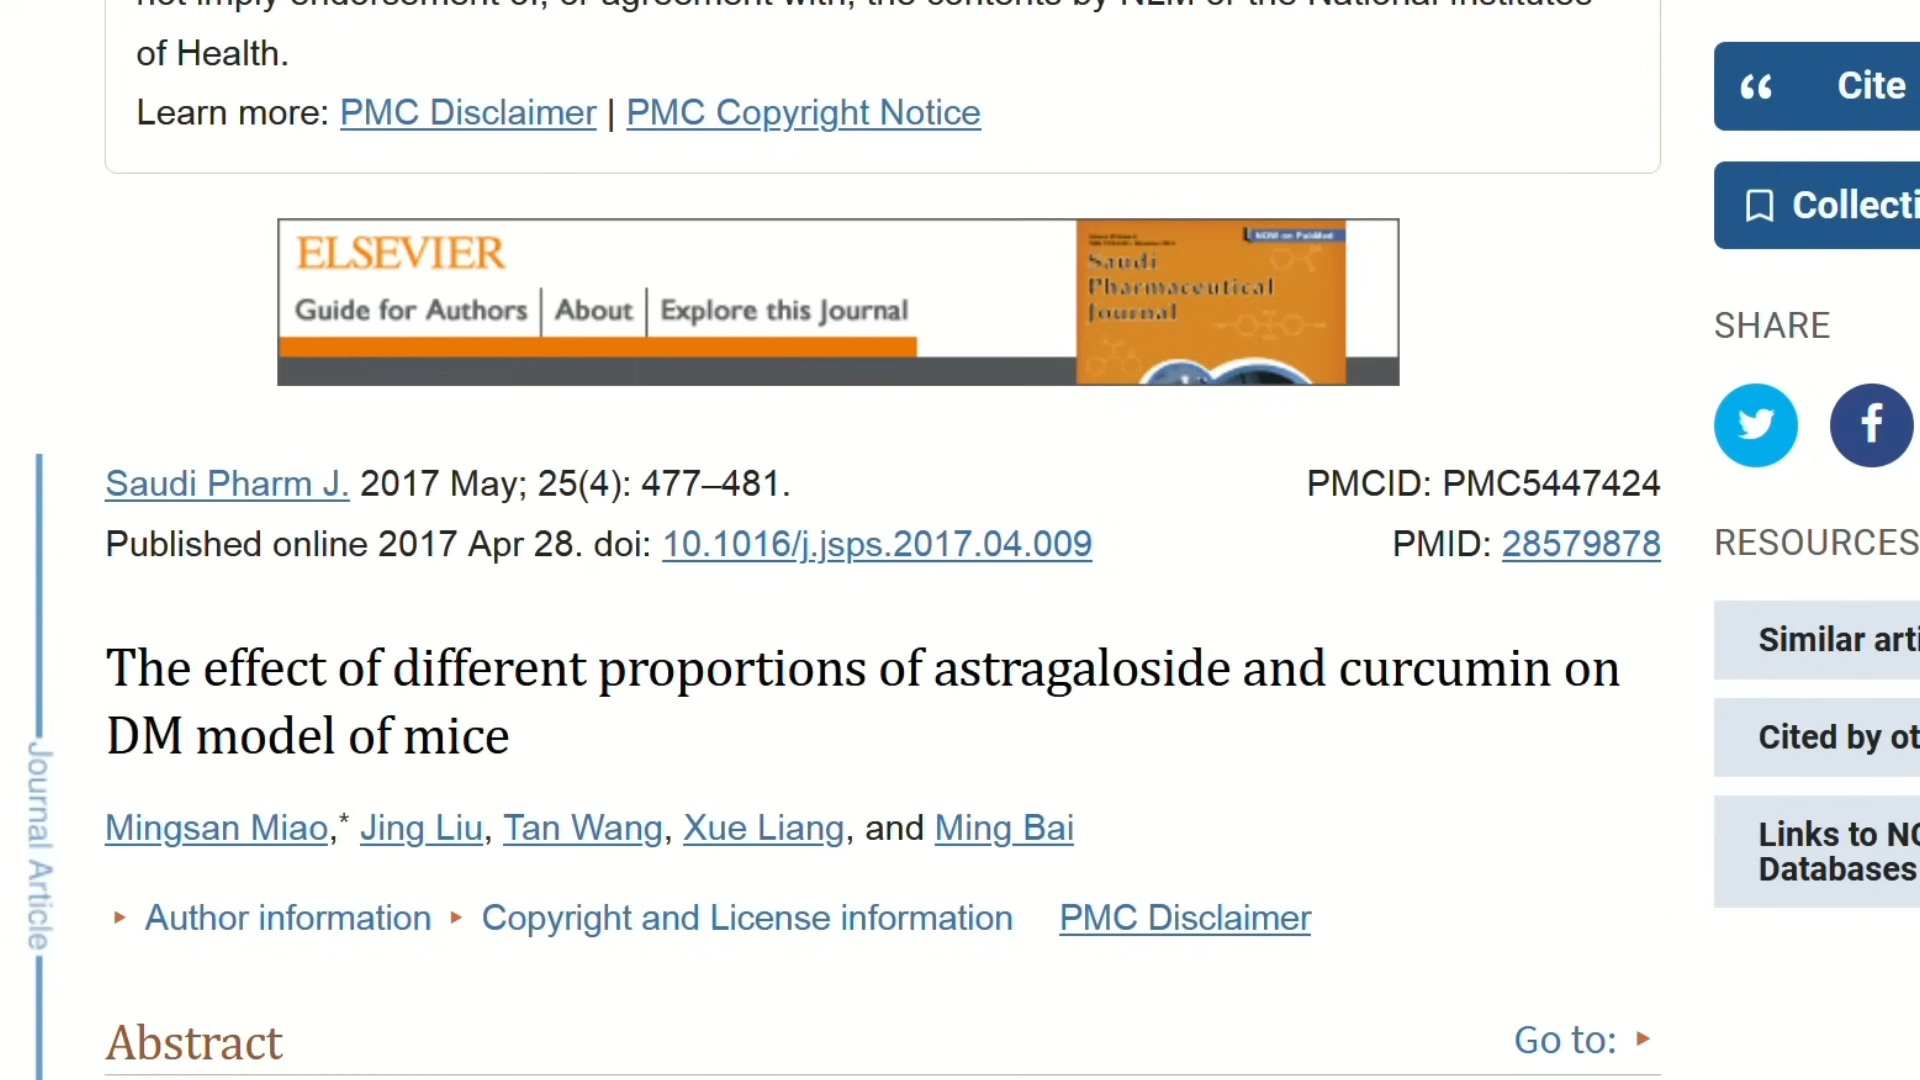 of Health.
Learn more: PMC Disclaimer | PMC Copyright Notice
Cite
Collecti
ELSEVIER
Guide for Authors | About | Explore this Journal
NOW on PubMed
Saudi
Pharmaceutical
Journal
SHARE
Saudi Pharm J. 2017 May; 25(4): 477–481.
PMCID: PMC5447424
Published online 2017 Apr 28. doi: 10.1016/j.jsps.2017.04.009
PMID: 28579878
RESOURCES
The effect of different proportions of astragaloside and curcumin on
DM model of mice
Similar arti
Cited by ot
Links to NC
Databases
Journal Article
Mingsan Miao,* Jing Liu, Tan Wang, Xue Liang, and Ming Bai
Author information Copyright and License information PMC Disclaimer
Abstract
Go to: